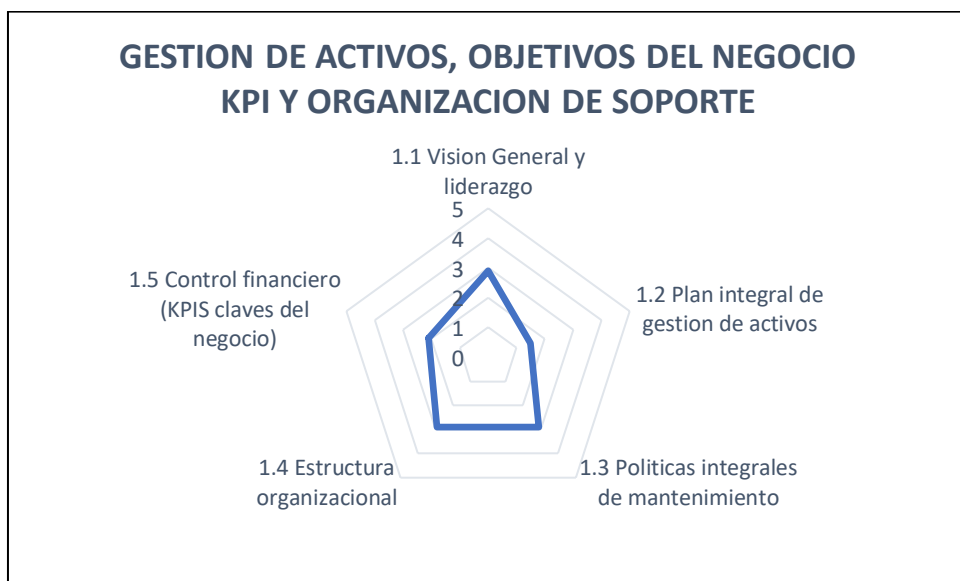 GESTION DE ACTIVOS, OBJETIVOS DEL NEGOCIO
KPI Y ORGANIZACION DE SOPORTE
1.1 Vision General y
liderazgo
5
4
3
2
1
0
1.2 Plan integral de
gestion de activos
1.3 Politicas integrales
de mantenimiento
1.4 Estructura
organizacional
1.5 Control financiero
(KPIS claves del
negocio)